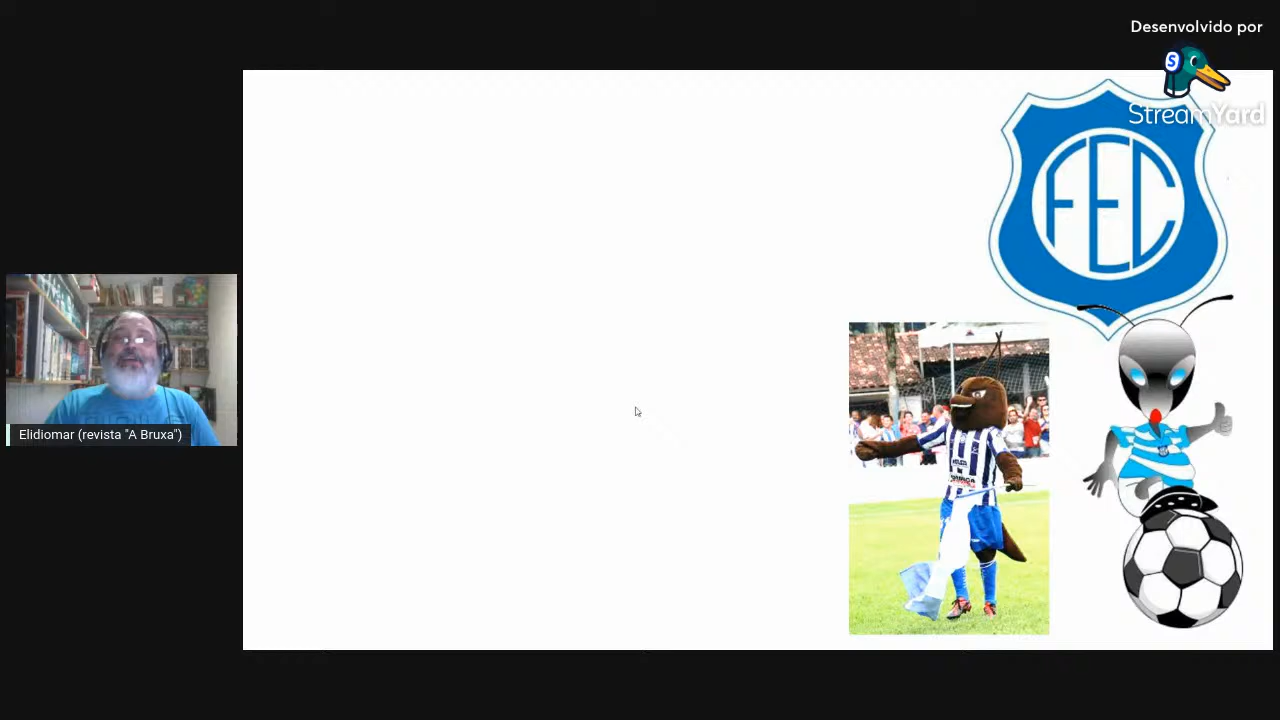 Desenvolvido por
S
StreamYard
FEC
Elidiomar (revista "A Bruxa")